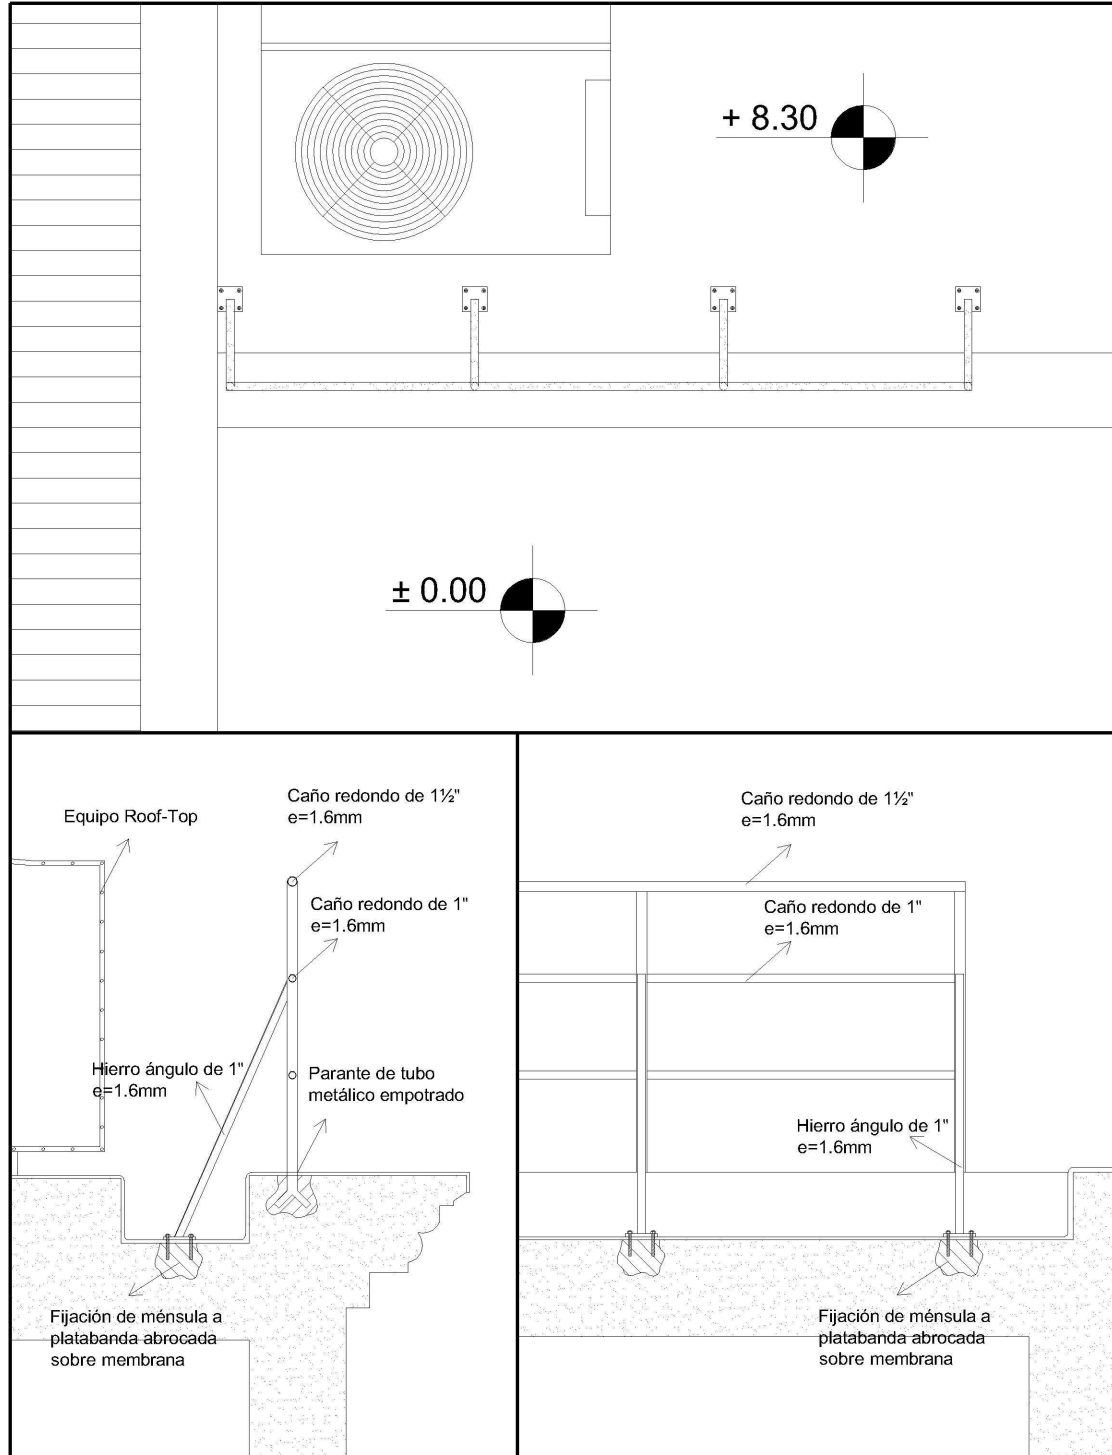 + 8.30
± 0.00
Equipo Roof-Top
Caño redondo de 1½"
e=1.6mm
Caño redondo de 1"
e=1.6mm
Hierro ángulo de 1"
e=1.6mm
Parante de tubo
metálico empotrado
Fijación de ménsula a
platabanda abrocada
sobre membrana
Caño redondo de 1½"
e=1.6mm
Caño redondo de 1"
e=1.6mm
Hierro ángulo de 1"
e=1.6mm
Fijación de ménsula a
platabanda abrocada
sobre membrana